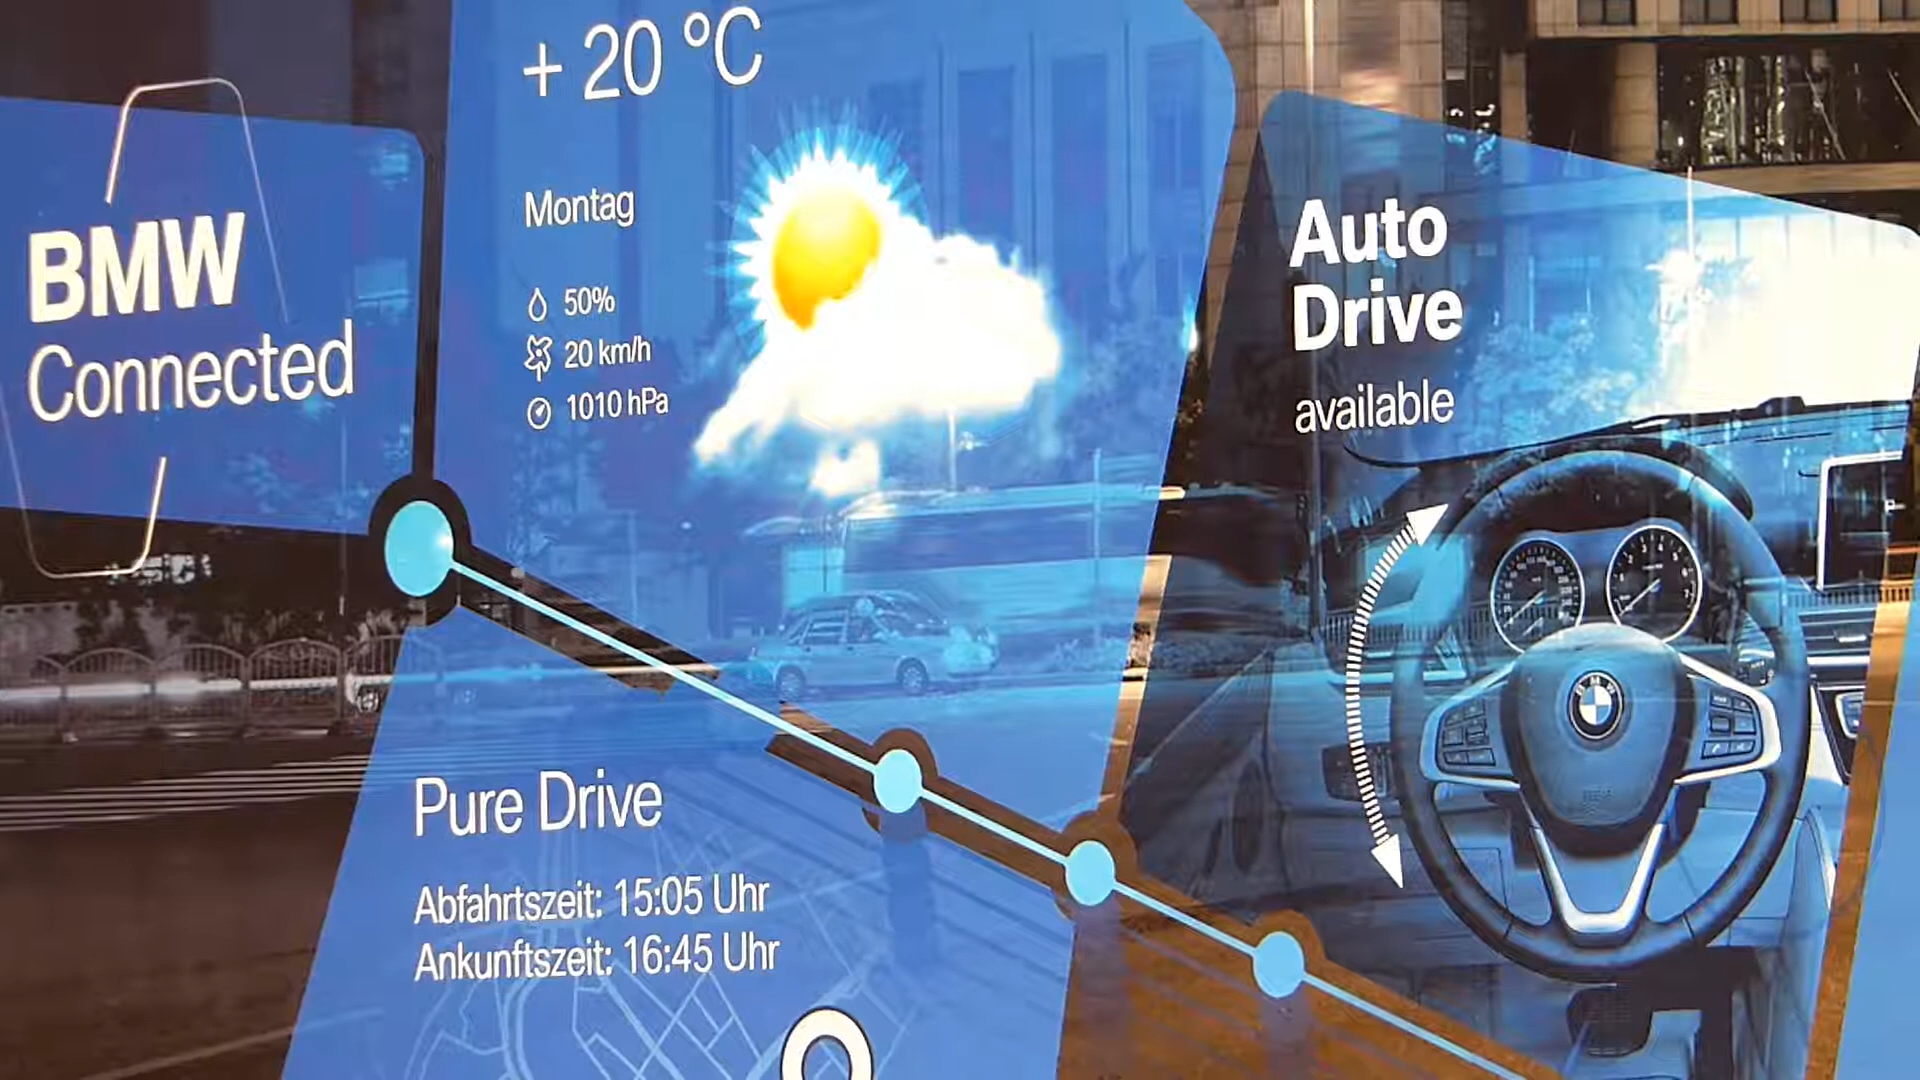 BMW
Connected
+ 20 °C
Montag
50%
20 km/h
1010 hPa
Auto
Drive
available
BMW
Pure Drive
Abfahrtszeit: 15:05 Uhr
Ankunftszeit: 16:45 Uhr